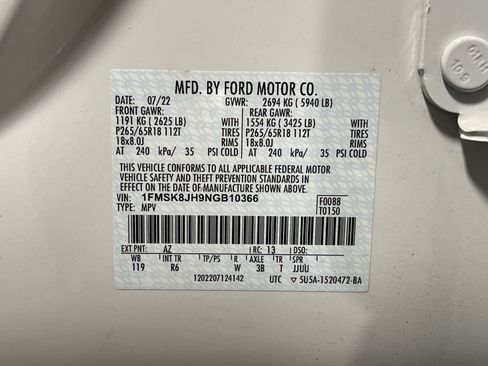 MFD. BY FORD MOTOR CO.
DATE: 07/22 GVWR: 2694 KG ( 5940 LB)
FRONT GAWR: REAR GAWR:
1191 KG ( 2625 LB) WITH 1554 KG ( 3425 LB) WITH
P265/65R18 112T TIRES P265/65R18 112T TIRES
18x8.0J RIMS 18x8.0J RIMS
AT 240 kPa/ 35 PSI COLD AT 240 kPa/ 35 PSI COLD
THIS VEHICLE CONFORMS TO ALL APPLICABLE FEDERAL MOTOR
VEHICLE SAFETY AND THEFT PREVENTION STANDARDS IN
EFFECT ON THE DATE OF MANUFACTURE SHOWN ABOVE.
VIN: 1FMSK8JH9NGB10366 F0088
TYPE: MPV T0150
EXT PNT: AZ RC: 13 DSO:
WB INT TR TP/PS R AXLE TR SPR
119 R6 W 3B T JJUU
1202207124142 UTC 5U5A-1520472-BA